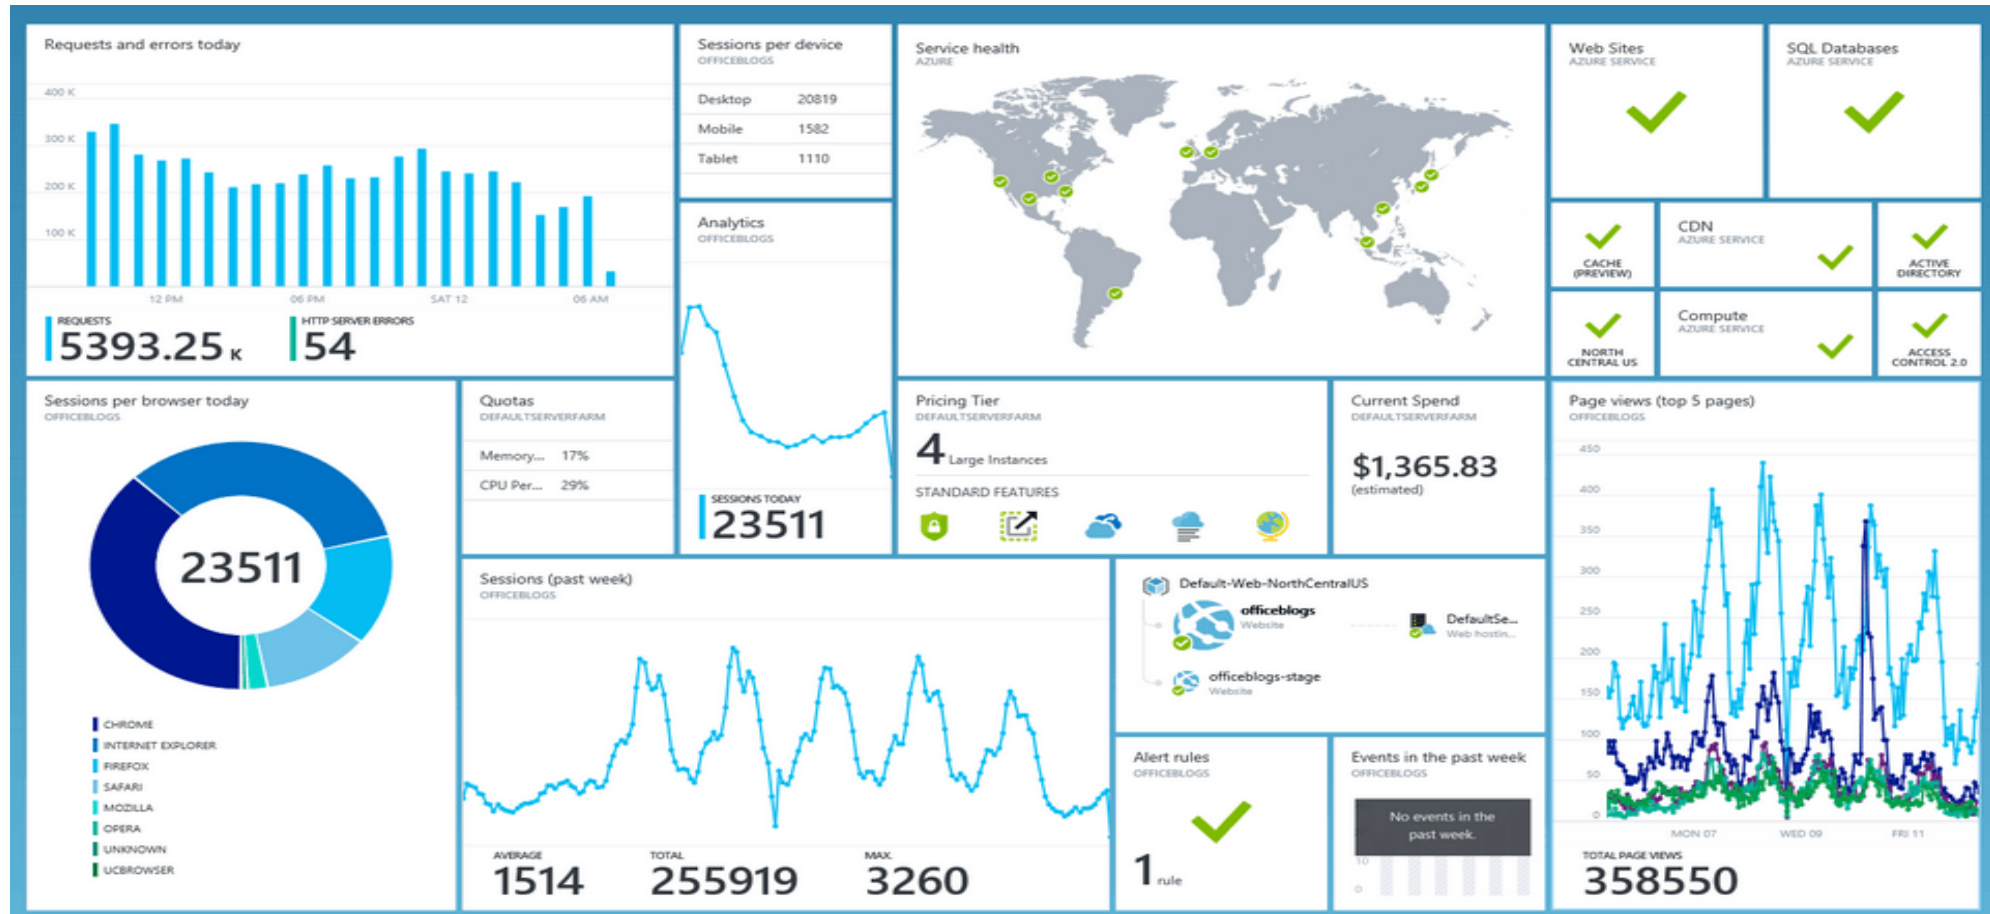 Requests and errors today
400 K
300 K
200 K
100 K
12 PM
06 PM
SAT 12
06 AM
REQUESTS
5393.25 K
HTTP SERVER ERRORS
54
Sessions per device
OFFICEBLOGS
Desktop 20819
Mobile 1582
Tablet 1110
Analytics
OFFICEBLOGS
SESSIONS TODAY
23511
Service health
AZURE
Web Sites
AZURE SERVICE
SQL Databases
AZURE SERVICE
CACHE
(PREVIEW)
CDN
AZURE SERVICE
ACTIVE
DIRECTORY
NORTH
CENTRAL US
Compute
AZURE SERVICE
ACCESS
CONTROL 2.0
Sessions per browser today
OFFICEBLOGS
23511
CHROME
INTERNET EXPLORER
FIREFOX
SAFARI
MOZILLA
OPERA
UNKNOWN
UCBROWSER
Quotas
DEFAULTSERVERFARM
Memory... 17%
CPU Per... 29%
Pricing Tier
DEFAULTSERVERFARM
4 Large Instances
STANDARD FEATURES
Current Spend
DEFAULTSERVERFARM
$1,365.83
(estimated)
Sessions (past week)
OFFICEBLOGS
AVERAGE
1514
TOTAL
255919
MAX.
3260
Default-Web-NorthCentralUS
officeblogs
Website
DefaultSe...
Web hostin...
officeblogs-stage
Website
Alert rules
OFFICEBLOGS
1 rule
Events in the past week
OFFICEBLOGS
No events in the
past week.
10
0
Page views (top 5 pages)
OFFICEBLOGS
450
400
350
300
250
200
150
100
50
0
MON 07
WED 09
FRI 11
TOTAL PAGE VIEWS
358550